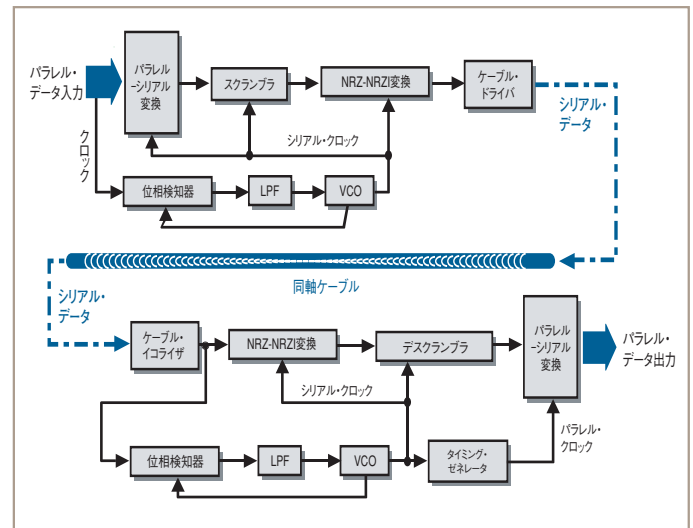 パラレル・
データ入力
パラレル
-シリアル
変換
スクランブラ
NRZ-NRZI変換
ケーブル・
ドライバ
シリアル・
データ
クロック
シリアル・クロック
位相検知器
LPF
VCO
同軸ケーブル
シリアル・
データ
ケーブル・
イコライザ
NRZ-NRZI変換
デスクランブラ
パラレル
-シリアル
変換
パラレル・
データ出力
シリアル・クロック
パラレル・
クロック
位相検知器
LPF
VCO
タイミング・
ゼネレータ